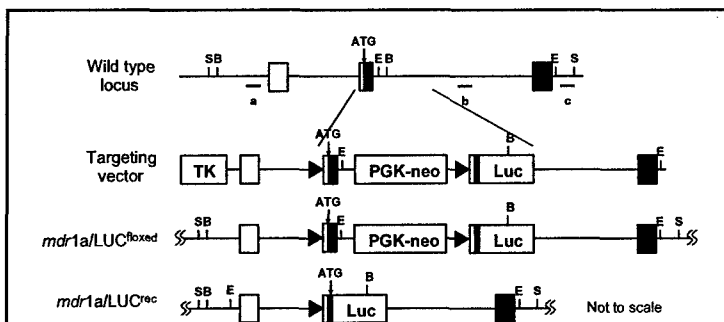 ATG
SB E B E S
Wild type locus
a b c
ATG B
E E
Targeting vector
TK PGK-neo Luc
ATG B
SB E E S
mdr1a/LUCfloxed
PGK-neo Luc
ATG B
SB E E S
mdr1a/LUCrec
Luc
Not to scale